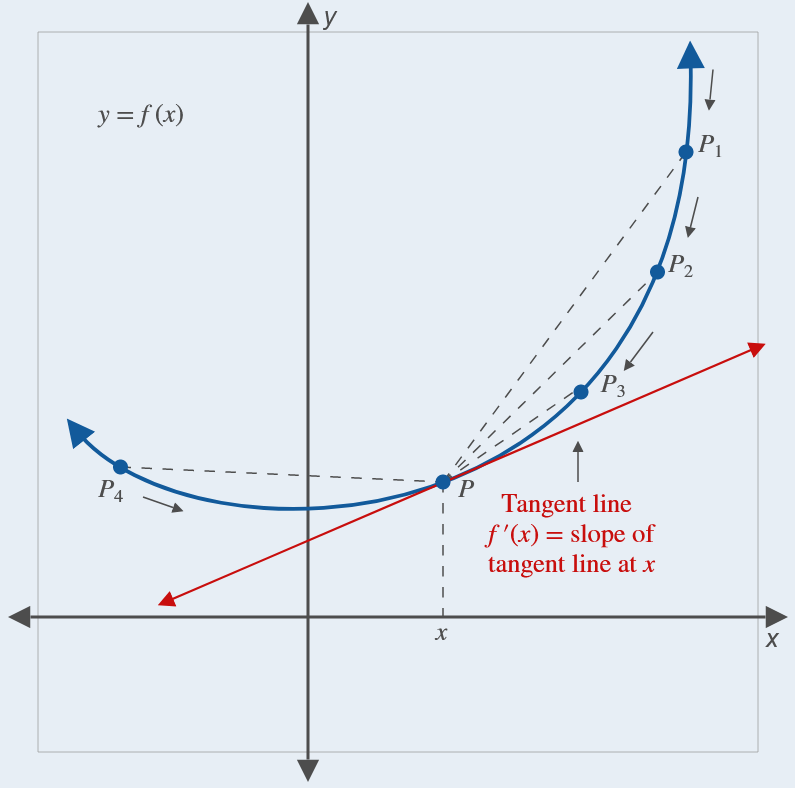 y
y = f (x)
P₁
P₂
P₃
P₄
P
Tangent line
f ′(x) = slope of
tangent line at x
x
x